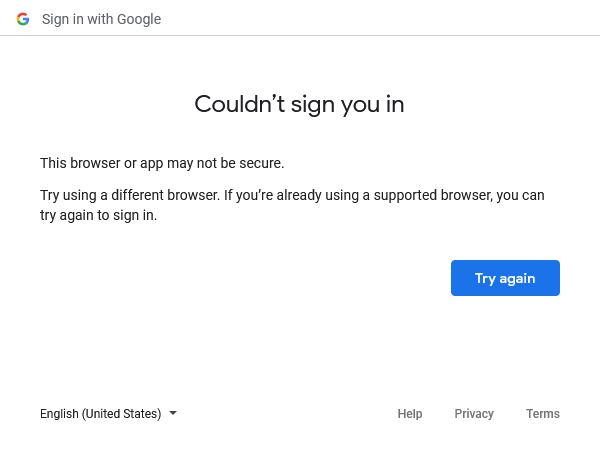 Sign in with Google
Couldn’t sign you in
This browser or app may not be secure.
Try using a different browser. If you’re already using a supported browser, you can
try again to sign in.
Try again
English (United States)
Help
Privacy
Terms